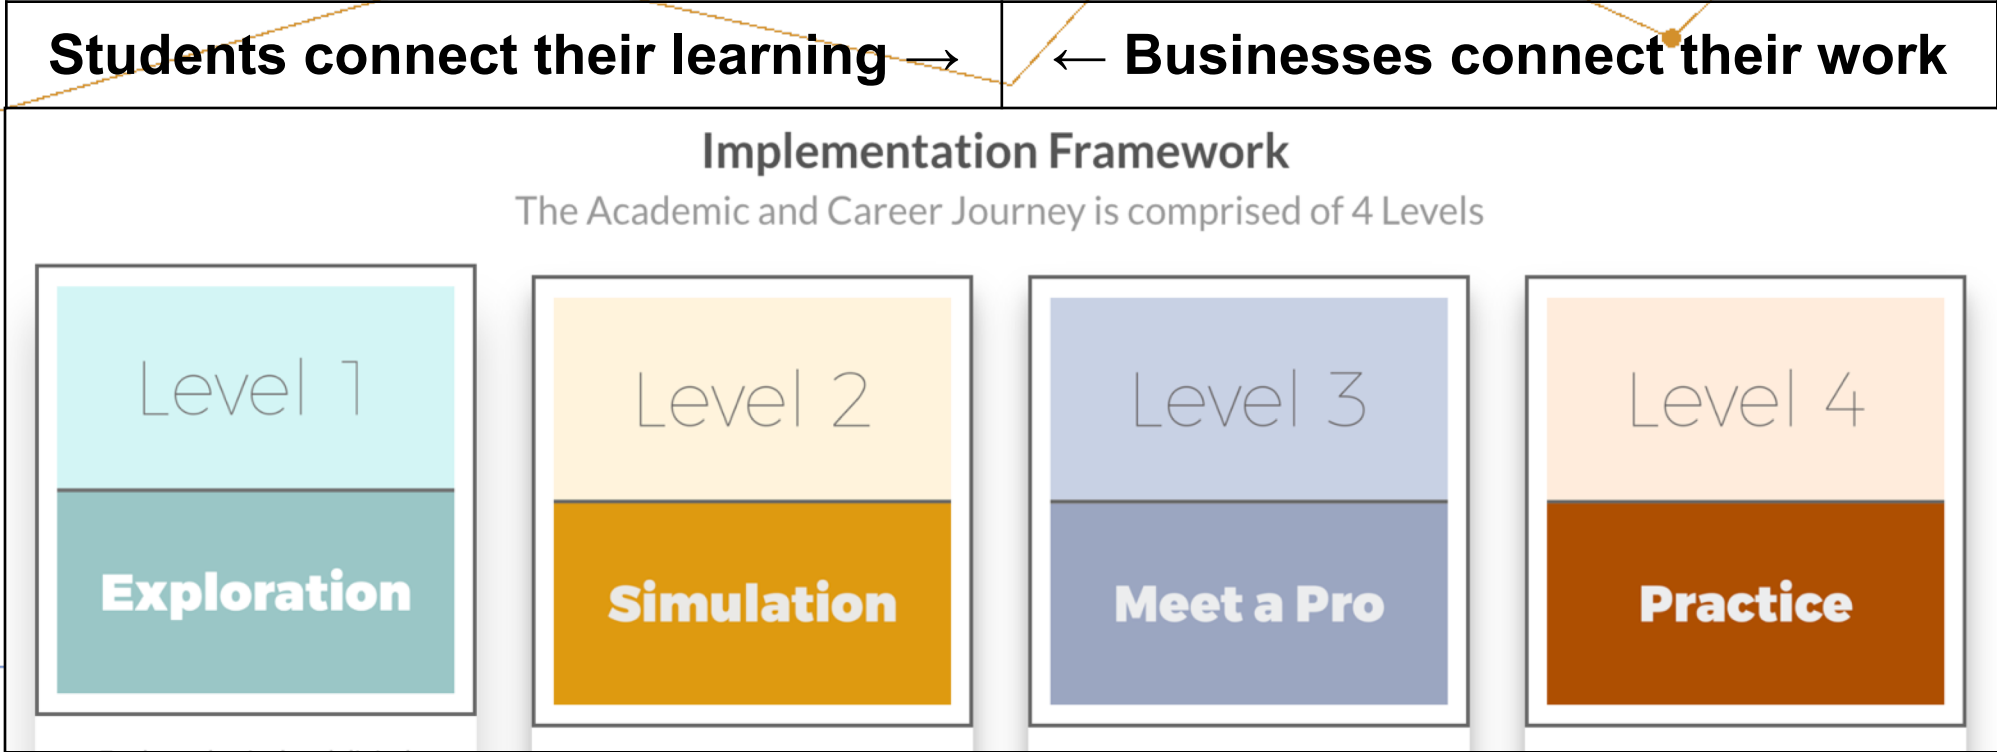 Students connect their learning →
← Businesses connect their work
Implementation Framework
The Academic and Career Journey is comprised of 4 Levels
Level 1
Exploration
Level 2
Simulation
Level 3
Meet a Pro
Level 4
Practice